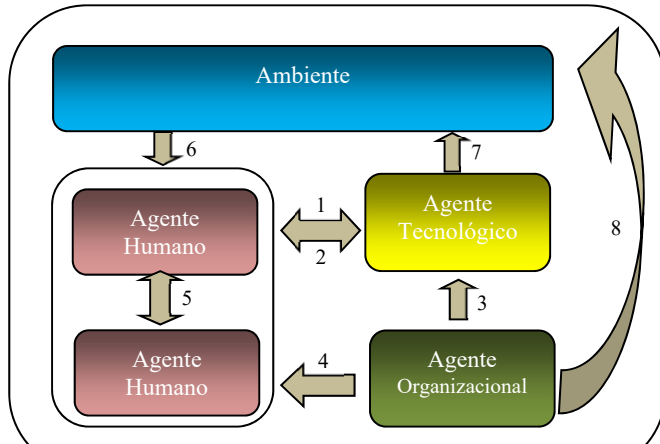 Ambiente
6
7
Agente
Humano
1
2
Agente
Tecnológico
8
5
3
Agente
Humano
4
Agente
Organizacional